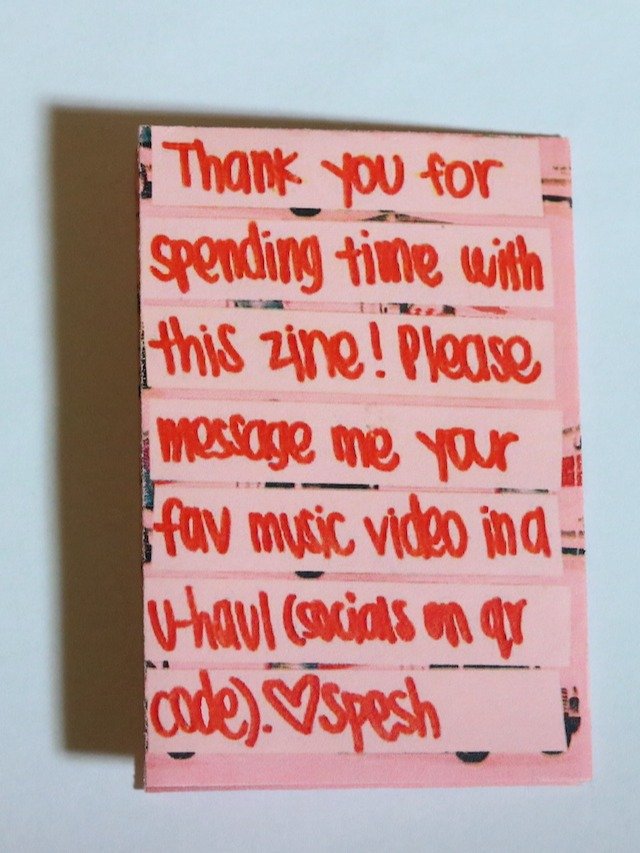 Thank you for
spending time with
this zine! Please
message me your
fav music video in a
u-haul (socials on qr
code). ♡spesh